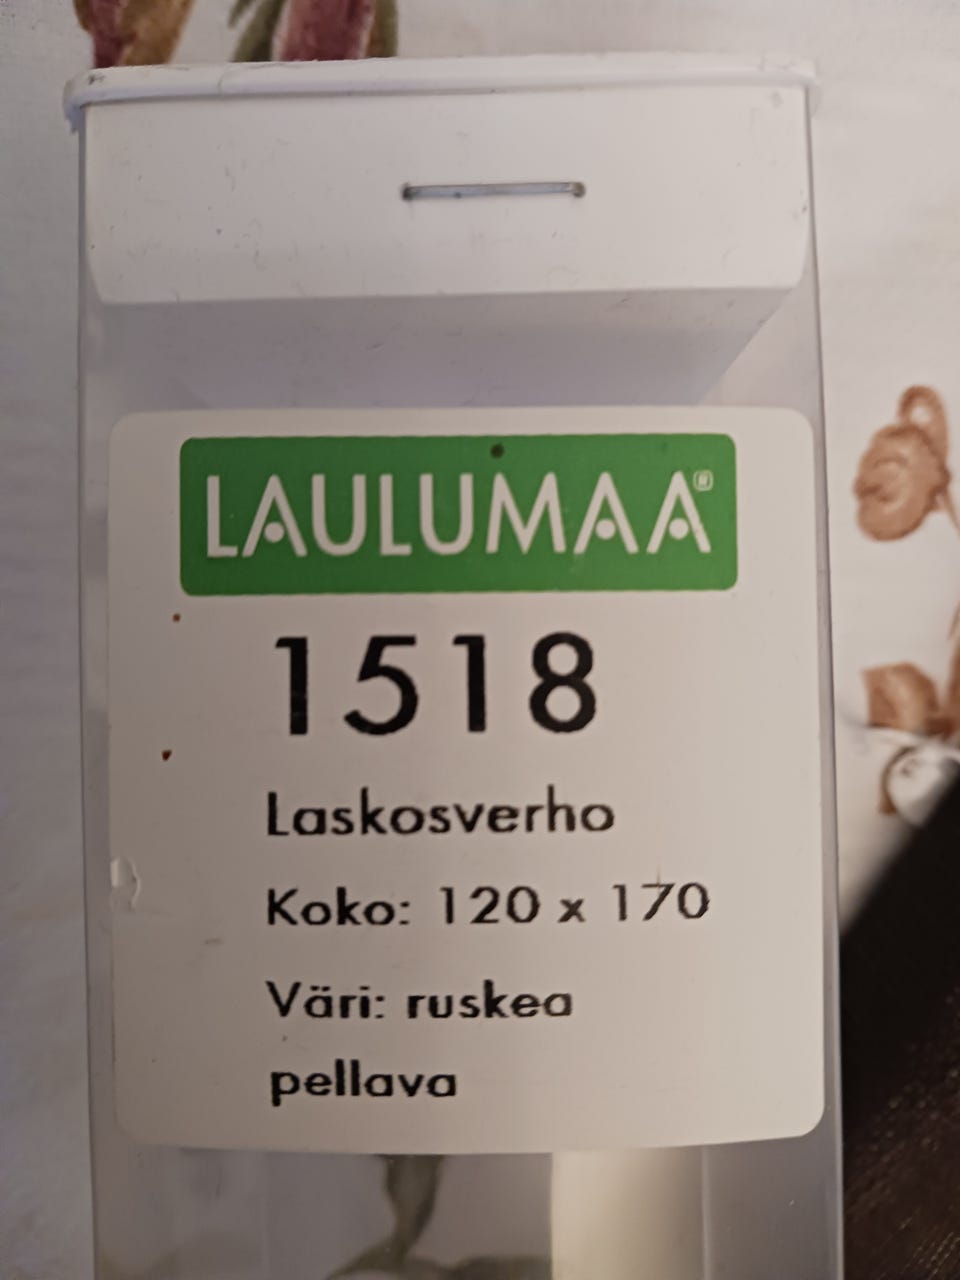 LAULUMAA®
1518
Laskosverho
Koko: 120 x 170
Väri: ruskea
pellava